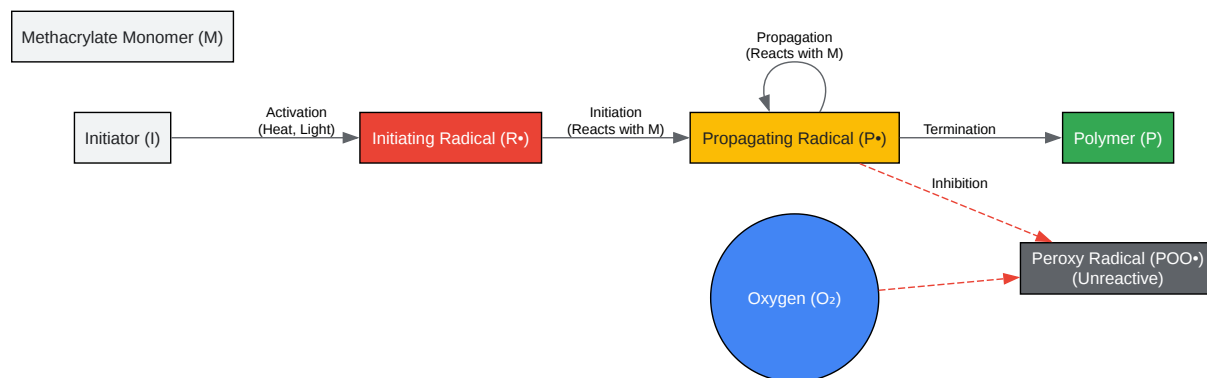 Methacrylate Monomer (M)
Propagation
(Reacts with M)
Initiator (I)
Activation
(Heat, Light)
Initiating Radical (R•)
Initiation
(Reacts with M)
Propagating Radical (P•)
Termination
Polymer (P)
Inhibition
Oxygen (O₂)
Peroxy Radical (POO•)
(Unreactive)